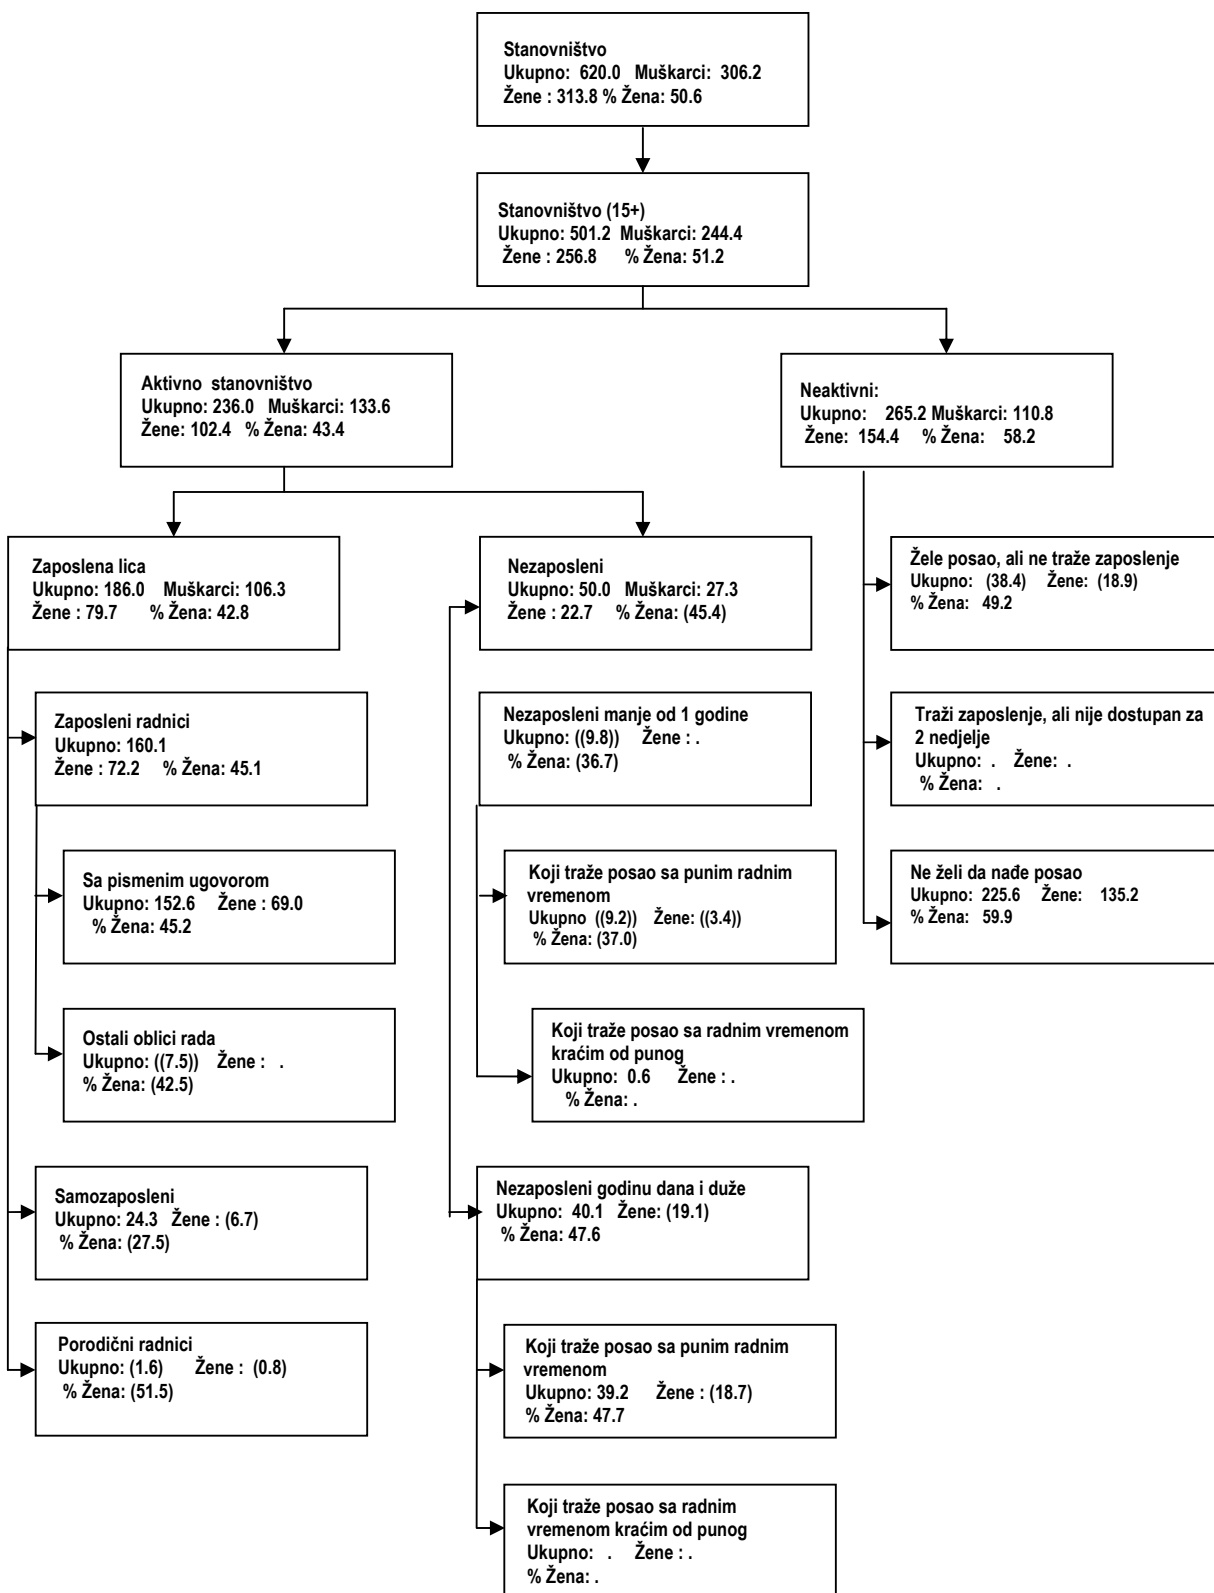 Stanovništvo
Ukupno: 620.0 Muškarci: 306.2
Žene : 313.8 % Žena: 50.6
Stanovništvo (15+)
Ukupno: 501.2 Muškarci: 244.4
Žene : 256.8 % Žena: 51.2
Aktivno stanovništvo
Ukupno: 236.0 Muškarci: 133.6
Žene: 102.4 % Žena: 43.4
Neaktivni:
Ukupno: 265.2 Muškarci: 110.8
Žene: 154.4 % Žena: 58.2
Zaposlena lica
Ukupno: 186.0 Muškarci: 106.3
Žene : 79.7 % Žena: 42.8
Nezaposleni
Ukupno: 50.0 Muškarci: 27.3
Žene : 22.7 % Žena: (45.4)
Žele posao, ali ne traže zaposlenje
Ukupno: (38.4) Žene: (18.9)
% Žena: 49.2
Zaposleni radnici
Ukupno: 160.1
Žene : 72.2 % Žena: 45.1
Nezaposleni manje od 1 godine
Ukupno: ((9.8)) Žene : .
% Žena: (36.7)
Traži zaposlenje, ali nije dostupan za
2 nedjelje
Ukupno: . Žene: .
% Žena: .
Sa pismenim ugovorom
Ukupno: 152.6 Žene : 69.0
% Žena: 45.2
Koji traže posao sa punim radnim
vremenom
Ukupno ((9.2)) Žene: ((3.4))
% Žena: (37.0)
Ne želi da nađe posao
Ukupno: 225.6 Žene: 135.2
% Žena: 59.9
Ostali oblici rada
Ukupno: ((7.5)) Žene : .
% Žena: (42.5)
Koji traže posao sa radnim vremenom
kraćim od punog
Ukupno: 0.6 Žene : .
% Žena: .
Samozaposleni
Ukupno: 24.3 Žene : (6.7)
% Žena: (27.5)
Nezaposleni godinu dana i duže
Ukupno: 40.1 Žene: (19.1)
% Žena: 47.6
Porodični radnici
Ukupno: (1.6) Žene : (0.8)
% Žena: (51.5)
Koji traže posao sa punim radnim
vremenom
Ukupno: 39.2 Žene : (18.7)
% Žena: 47.7
Koji traže posao sa radnim
vremenom kraćim od punog
Ukupno: . Žene : .
% Žena: .